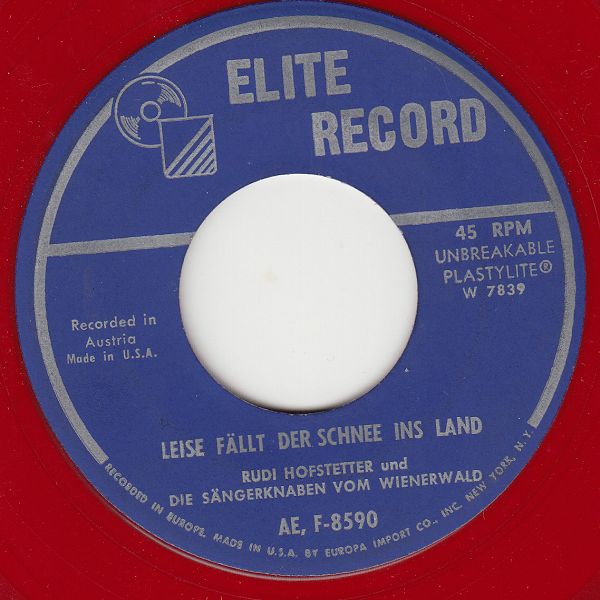 ELITE
RECORD
45 RPM
UNBREAKABLE
PLASTYLITE®
W 7839
Recorded in
Austria
Made in U.S.A.
LEISE FÄLLT DER SCHNEE INS LAND
RUDI HOFSTETTER und
DIE SÄNGERKNABEN VOM WIENERWALD
AE, F-8590
RECORDED IN EUROPE. MADE IN U.S.A. BY EUROPA IMPORT CO., INC. NEW YORK, N.Y.